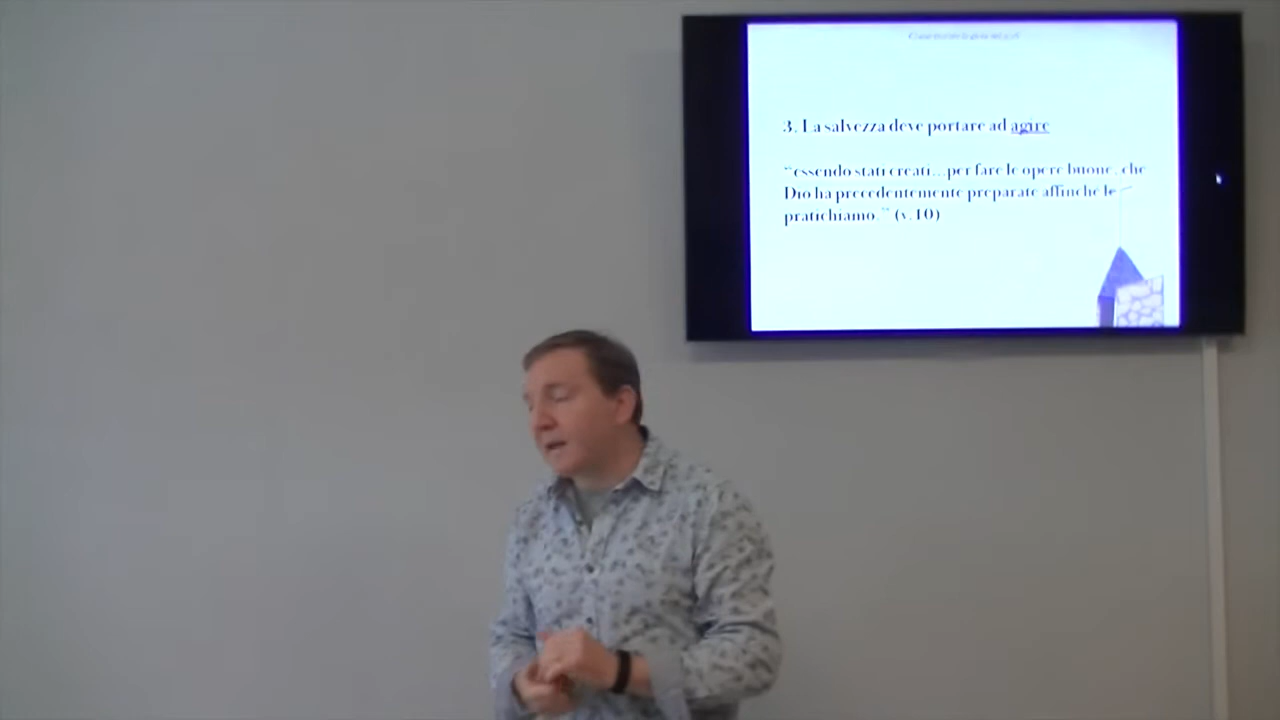 3. La salvezza deve portare ad agire
“essendo stati creati...per fare le opere buone, che
Dio ha precedentemente preparate affinché le
pratichiamo.” (v.10)